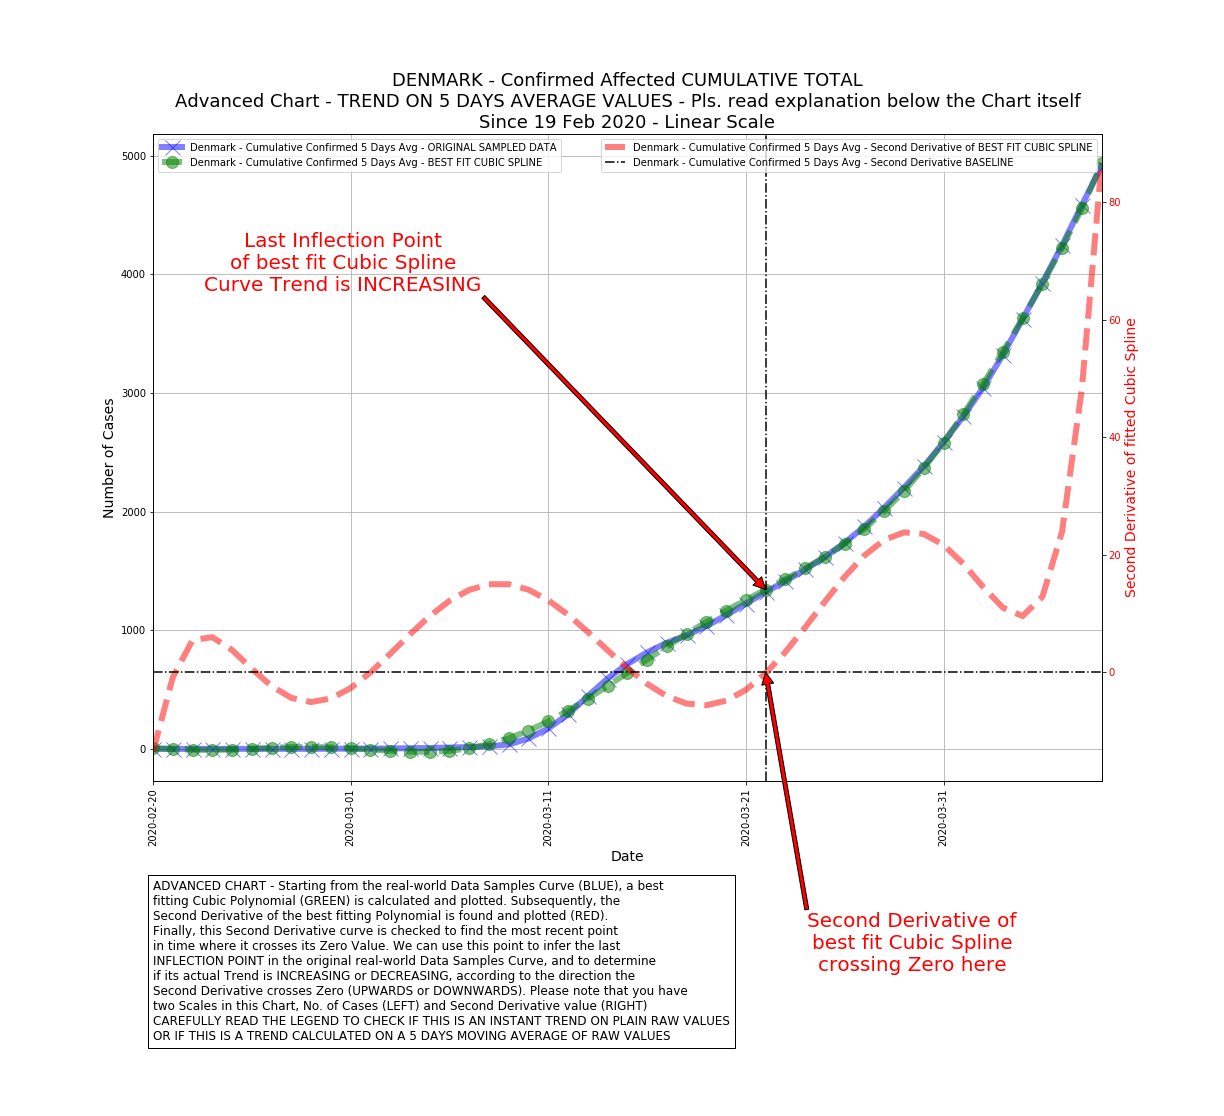 DENMARK - Confirmed Affected CUMULATIVE TOTAL
Advanced Chart - TREND ON 5 DAYS AVERAGE VALUES - Pls. read explanation below the Chart itself
Since 19 Feb 2020 - Linear Scale
Denmark - Cumulative Confirmed 5 Days Avg - ORIGINAL SAMPLED DATA
Denmark - Cumulative Confirmed 5 Days Avg - BEST FIT CUBIC SPLINE
Denmark - Cumulative Confirmed 5 Days Avg - Second Derivative of BEST FIT CUBIC SPLINE
Denmark - Cumulative Confirmed 5 Days Avg - Second Derivative BASELINE
Last Inflection Point
of best fit Cubic Spline
Curve Trend is INCREASING
Number of Cases
5000
4000
3000
2000
1000
0
Second Derivative of fitted Cubic Spline
80
60
40
20
0
2020-02-20
2020-03-01
2020-03-11
2020-03-21
2020-03-31
Date
ADVANCED CHART - Starting from the real-world Data Samples Curve (BLUE), a best
fitting Cubic Polynomial (GREEN) is calculated and plotted. Subsequently, the
Second Derivative of the best fitting Polynomial is found and plotted (RED).
Finally, this Second Derivative curve is checked to find the most recent point
in time where it crosses its Zero Value. We can use this point to infer the last
INFLECTION POINT in the original real-world Data Samples Curve, and to determine
if its actual Trend is INCREASING or DECREASING, according to the direction the
Second Derivative crosses Zero (UPWARDS or DOWNWARDS). Please note that you have
two Scales in this Chart, No. of Cases (LEFT) and Second Derivative value (RIGHT)
CAREFULLY READ THE LEGEND TO CHECK IF THIS IS AN INSTANT TREND ON PLAIN RAW VALUES
OR IF THIS IS A TREND CALCULATED ON A 5 DAYS MOVING AVERAGE OF RAW VALUES
Second Derivative of
best fit Cubic Spline
crossing Zero here